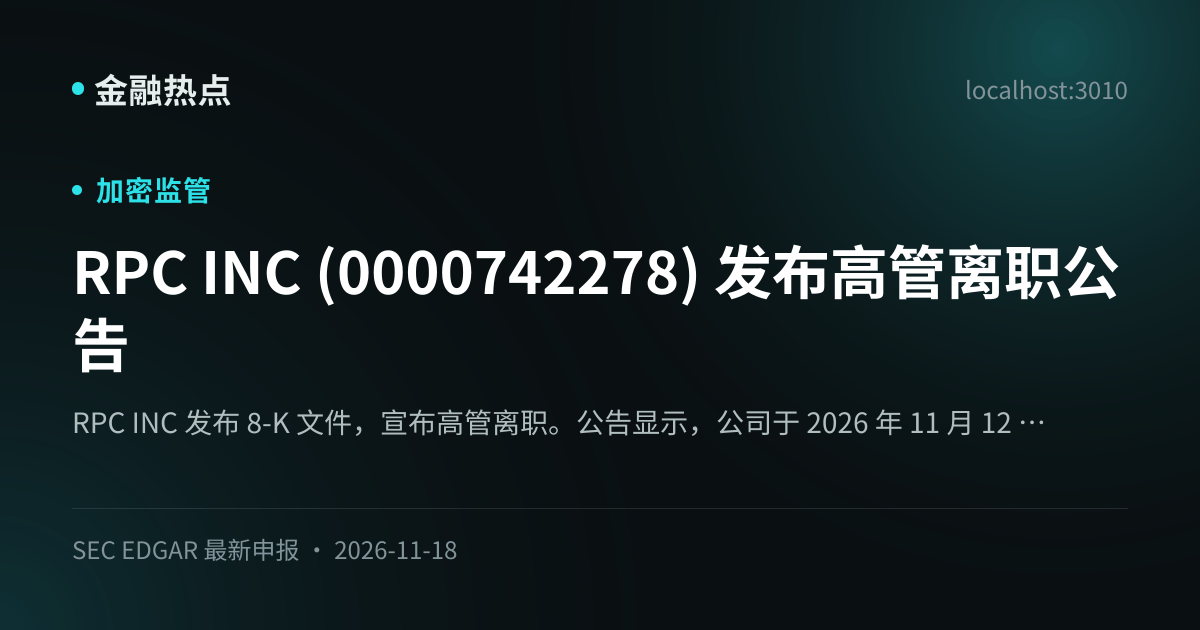 金融热点
localhost:3010
加密监管
RPC INC (0000742278) 发布高管离职公
告
RPC INC 发布 8-K 文件，宣布高管离职。公告显示，公司于 2026 年 11 月 12 …
SEC EDGAR 最新申报 · 2026-11-18